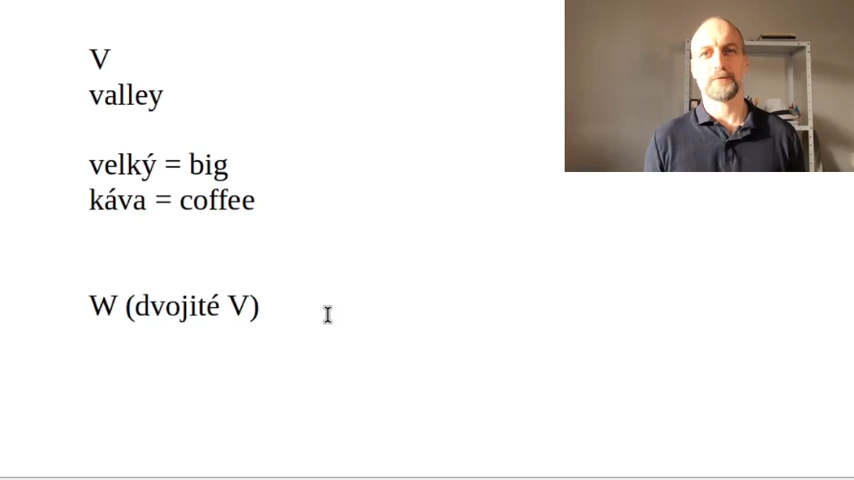 V
valley
velký = big
káva = coffee
W (dvojité V)